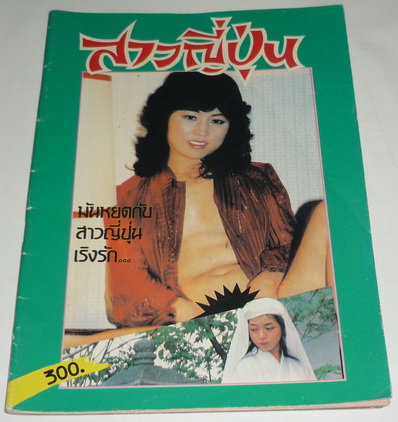 สาวญี่ปุ่น
มันหยดกับ
สาวญี่ปุ่น
เริงรัก...
300.